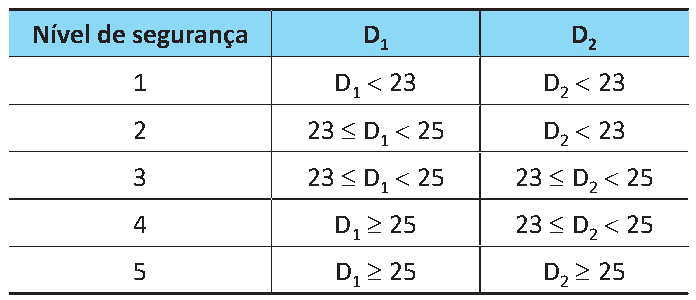 Nível de segurança D₁ D₂
1 D₁ < 23 D₂ < 23
2 23 ≤ D₁ < 25 D₂ < 23
3 23 ≤ D₁ < 25 23 ≤ D₂ < 25
4 D₁ ≥ 25 23 ≤ D₂ < 25
5 D₁ ≥ 25 D₂ ≥ 25